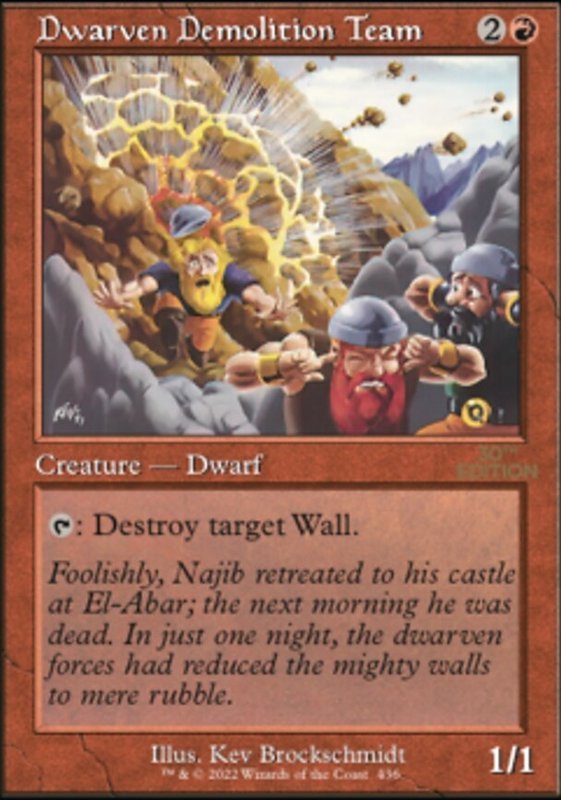 Dwarven Demolition Team 2
Creature — Dwarf
30TH
EDITION
: Destroy target Wall.
Foolishly, Najib retreated to his castle
at El-Abar; the next morning he was
dead. In just one night, the dwarven
forces had reduced the mighty walls
to mere rubble.
Illus. Kev Brockschmidt
™ & © 2022 Wizards of the Coast 436
1/1